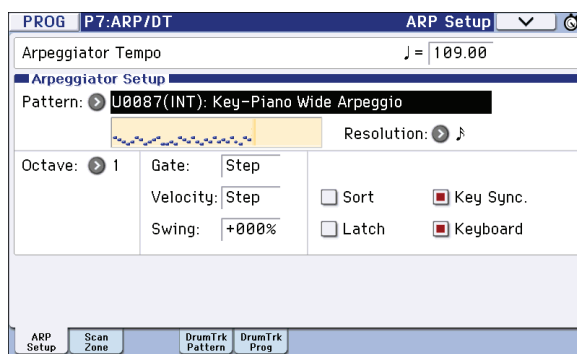 PROG P7:ARP/DT ARP Setup
Arpeggiator Tempo ♩= 109.00
Arpeggiator Setup
Pattern: U0087(INT): Key-Piano Wide Arpeggio
Resolution: ♪
Octave: 1 Gate: Step
Velocity: Step Sort Key Sync.
Swing: +000% Latch Keyboard
ARP Setup Scan Zone DrumTrk Pattern DrumTrk Prog